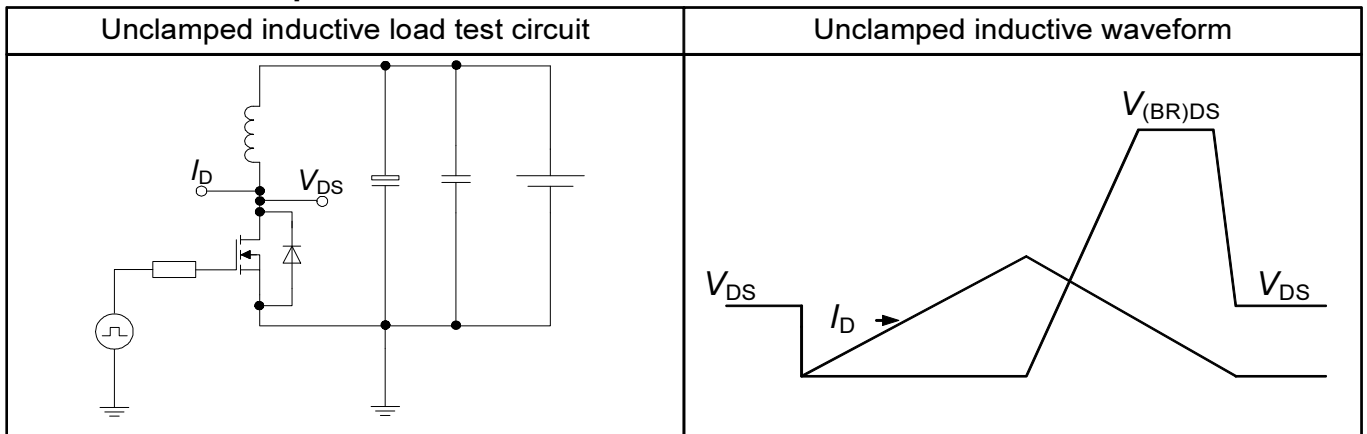 Unclamped inductive load test circuit
Unclamped inductive waveform
V(BR)DS
ID
VDS
VDS
VDS
ID